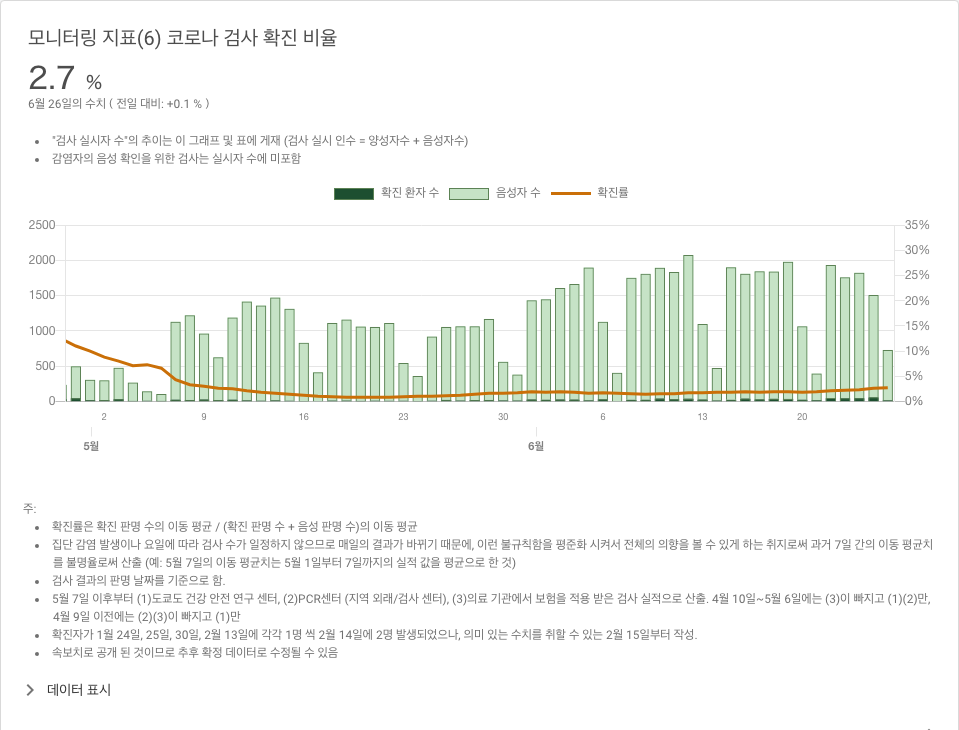 모니터링 지표(6) 코로나 검사 확진 비율
2.7 %
6월 26일의 수치 ( 전일 대비: +0.1 % )
• "검사 실시자 수"의 추이는 이 그래프 및 표에 게재 (검사 실시 인수 = 양성자수 + 음성자수)
• 감염자의 음성 확인을 위한 검사는 실시자 수에 미포함
확진 환자 수 음성자 수 확진률
2500 35%
30%
2000
25%
1500 20%
1000 15%
10%
500
5%
0 0%
2 9 16 23 30 6 13 20
5월 6월
주:
• 확진률은 확진 판명 수의 이동 평균 / (확진 판명 수 + 음성 판명 수)의 이동 평균
• 집단 감염 발생이나 요일에 따라 검사 수가 일정하지 않으므로 매일의 결과가 바뀌기 때문에, 이런 불규칙함을 평준화 시켜서 전체의 의향을 볼 수 있게 하는 취지로써 과거 7일 간의 이동 평균치
를 불명율로써 산출 (예: 5월 7일의 이동 평균치는 5월 1일부터 7일까지의 실적 값을 평균으로 한 것)
• 검사 결과의 판명 날짜를 기준으로 함.
• 5월 7일 이후부터 (1)도쿄도 건강 안전 연구 센터, (2)PCR센터 (지역 외래/검사 센터), (3)의료 기관에서 보험을 적용 받은 검사 실적으로 산출. 4월 10일~5월 6일에는 (3)이 빠지고 (1)(2)만,
4월 9일 이전에는 (2)(3)이 빠지고 (1)만
• 확진자가 1월 24일, 25일, 30일, 2월 13일에 각각 1명 씩 2월 14일에 2명 발생되었으나, 의미 있는 수치를 취할 수 있는 2월 15일부터 작성.
• 속보치로 공개 된 것이므로 추후 확정 데이터로 수정될 수 있음
데이터 표시